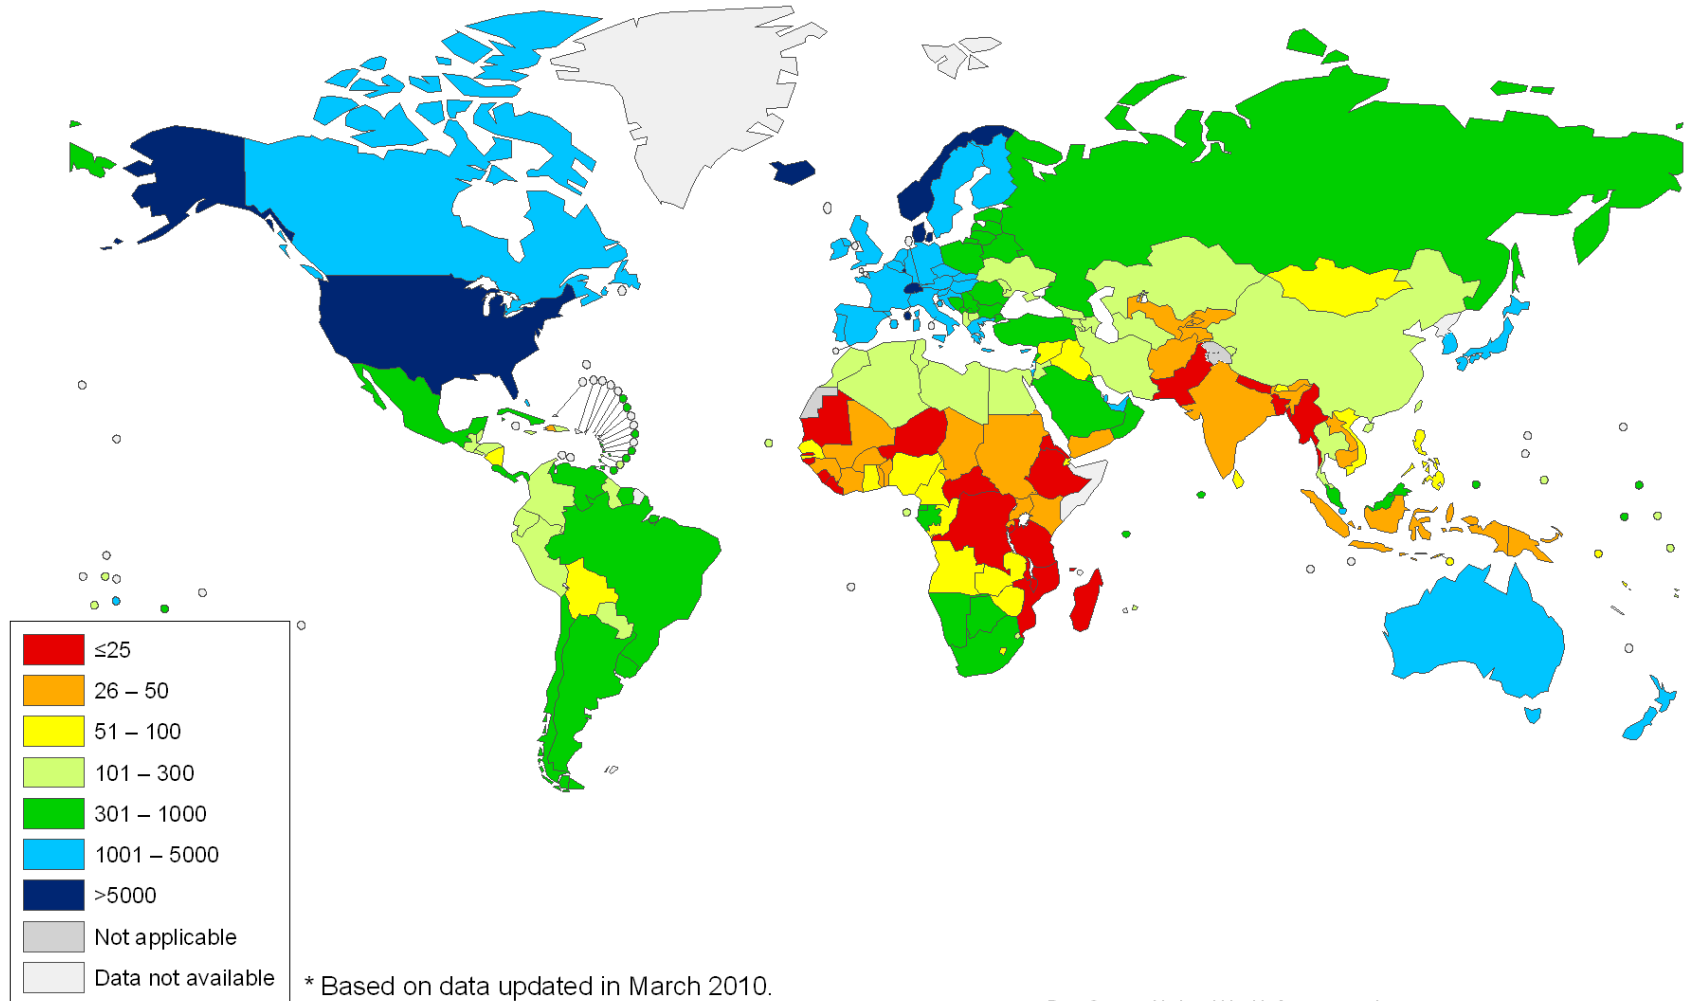 ≤25
26 – 50
51 – 100
101 – 300
301 – 1000
1001 – 5000
>5000
Not applicable
Data not available
* Based on data updated in March 2010.